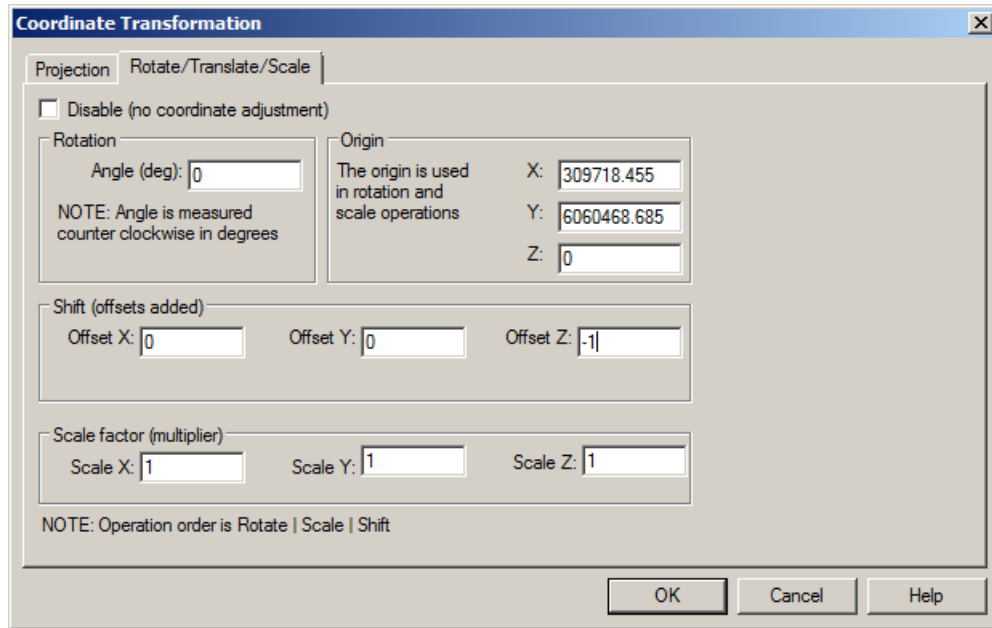 Coordinate Transformation
Projection
Rotate/Translate/Scale
Disable (no coordinate adjustment)
Rotation
Angle (deg): 0
NOTE: Angle is measured
counter clockwise in degrees
Origin
The origin is used
in rotation and
scale operations
X: 309718.455
Y: 6060468.685
Z: 0
Shift (offsets added)
Offset X: 0
Offset Y: 0
Offset Z: -1
Scale factor (multiplier)
Scale X: 1
Scale Y: 1
Scale Z: 1
NOTE: Operation order is Rotate | Scale | Shift
OK
Cancel
Help